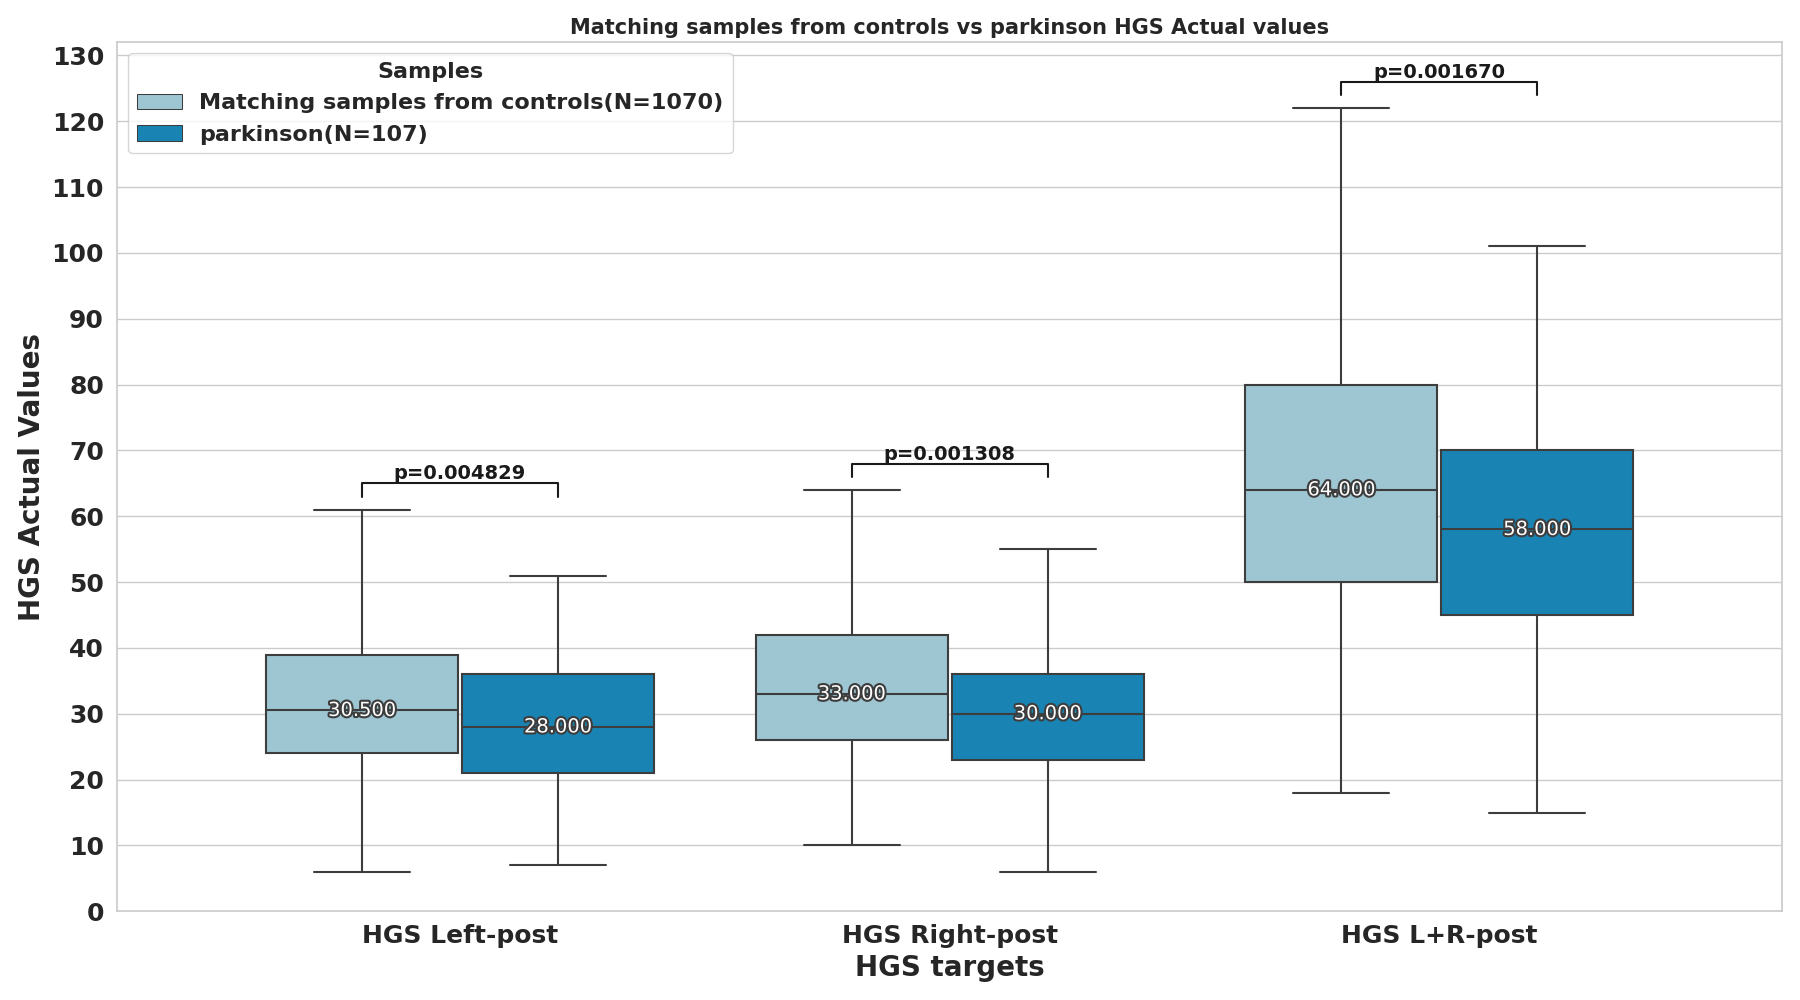 Matching samples from controls vs parkinson HGS Actual values
Samples
Matching samples from controls(N=1070)
parkinson(N=107)
HGS Actual Values
130
120
110
100
90
80
70
60
50
40
30
20
10
0
p=0.004829
p=0.001308
p=0.001670
30.500
28.000
33.000
30.000
64.000
58.000
HGS Left-post
HGS Right-post
HGS L+R-post
HGS targets